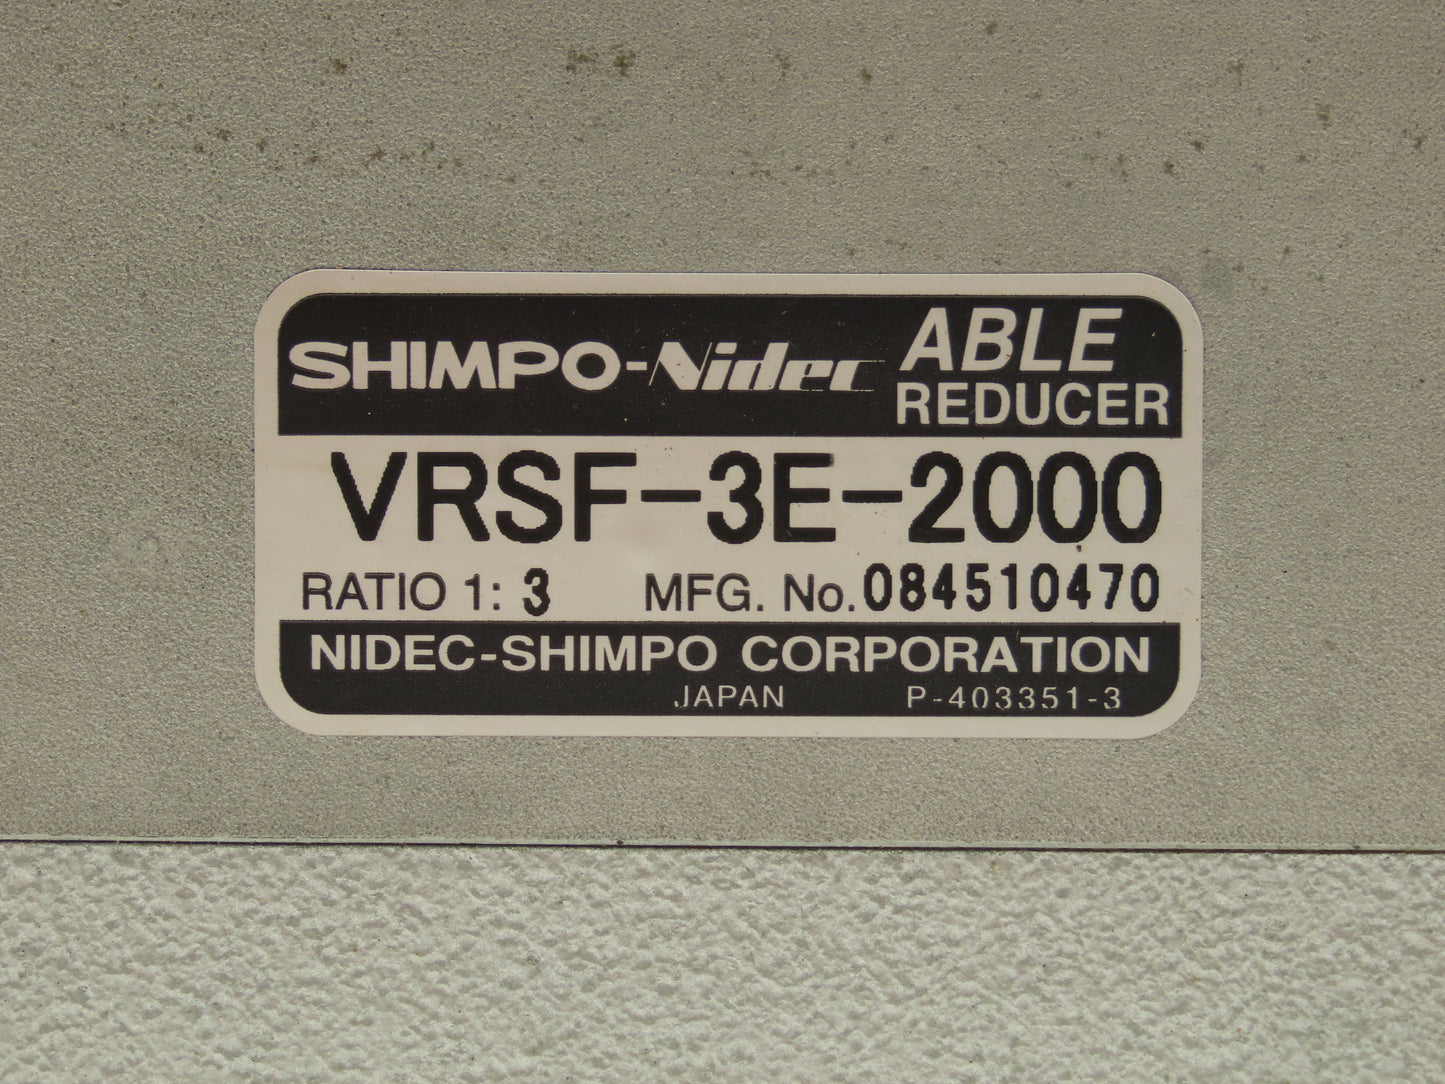 SHIMPO-Nidec ABLE
REDUCER
VRSF-3E-2000
RATIO 1: 3 MFG. No. 084510470
NIDEC-SHIMPO CORPORATION
JAPAN P-403351-3